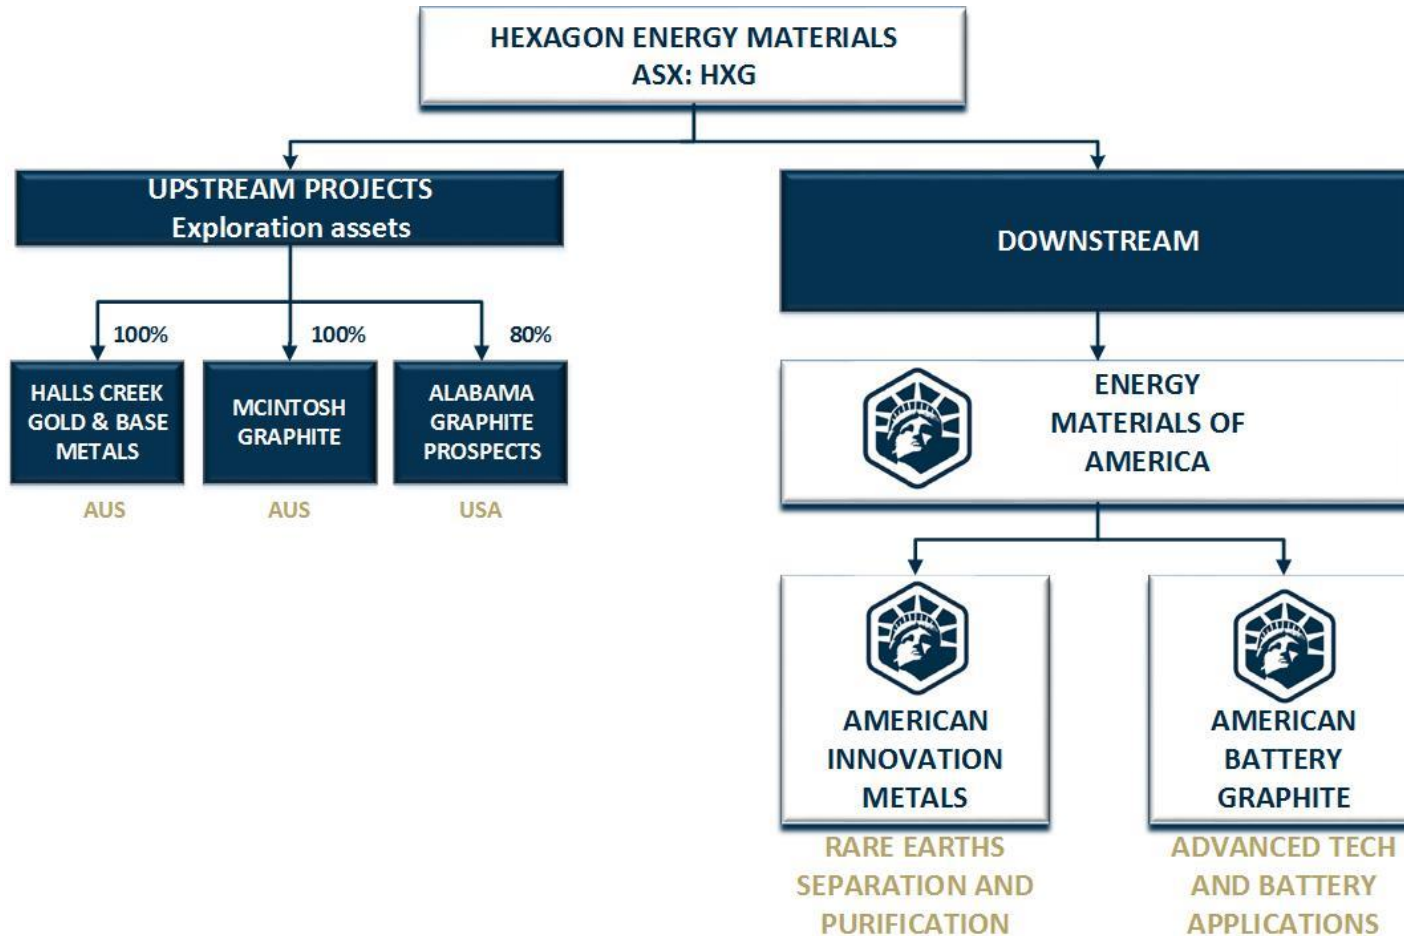 HEXAGON ENERGY MATERIALS
ASX: HXG
UPSTREAM PROJECTS
Exploration assets
DOWNSTREAM
100%
100%
80%
HALLS CREEK
GOLD & BASE
METALS
MCINTOSH
GRAPHITE
ALABAMA
GRAPHITE
PROSPECTS
AUS
AUS
USA
ENERGY
MATERIALS OF
AMERICA
AMERICAN
INNOVATION
METALS
AMERICAN
BATTERY
GRAPHITE
RARE EARTHS
SEPARATION AND
PURIFICATION
ADVANCED TECH
AND BATTERY
APPLICATIONS